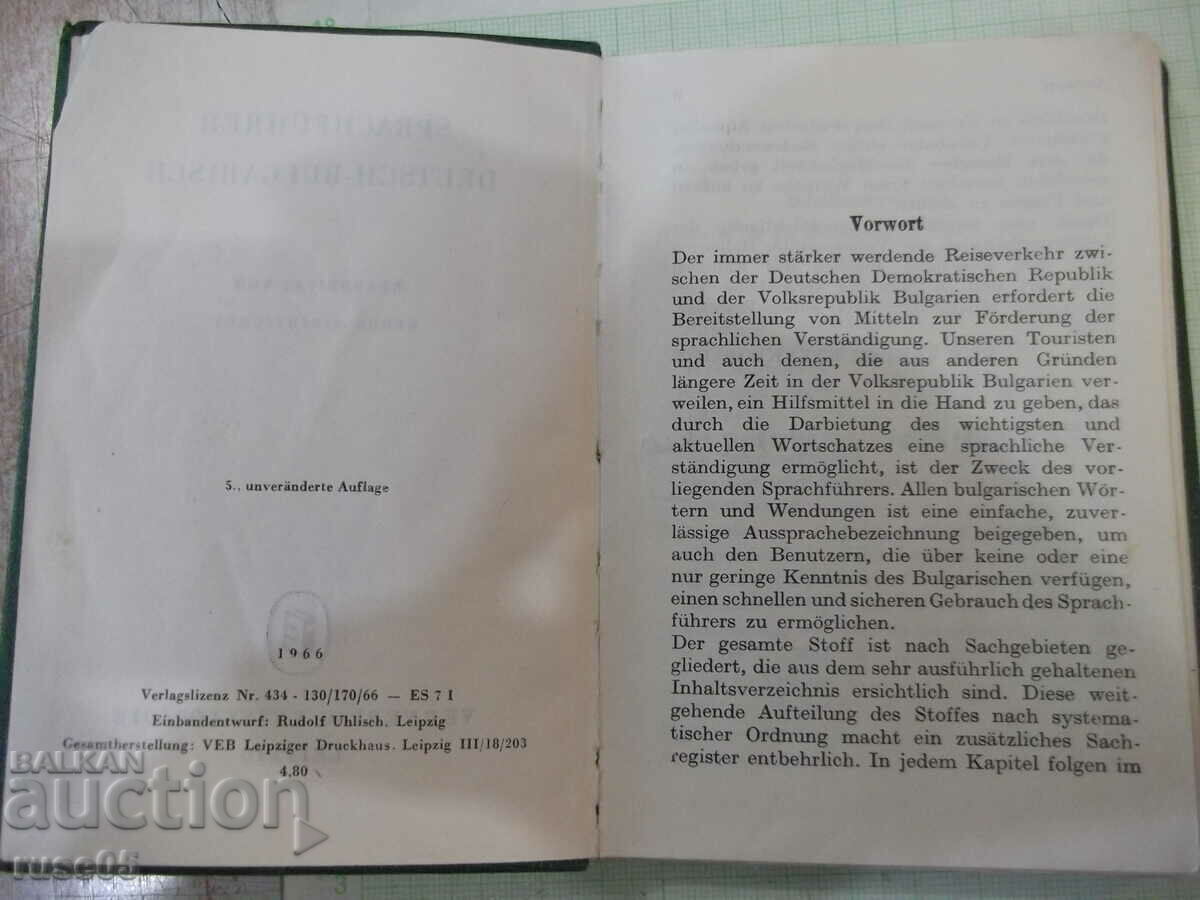 5., unveränderte Auflage
1966
Verlagslizenz Nr. 434 - 130/170/66 — ES 7 I
Einbandentwurf: Rudolf Uhlisch. Leipzig
Gesamtherstellung: VEB Leipziger Druckhaus. Leipzig III/18/203
4,80
Vorwort
Der immer stärker werdende Reiseverkehr zwi-
schen der Deutschen Demokratischen Republik
und der Volksrepublik Bulgarien erfordert die
Bereitstellung von Mitteln zur Förderung der
sprachlichen Verständigung. Unseren Touristen
und auch denen, die aus anderen Gründen
längere Zeit in der Volksrepublik Bulgarien ver-
weilen, ein Hilfsmittel in die Hand zu geben, das
durch die Darbietung des wichtigsten und
aktuellen Wortschatzes eine sprachliche Ver-
ständigung ermöglicht, ist der Zweck des vor-
liegenden Sprachführers. Allen bulgarischen Wör-
tern und Wendungen ist eine einfache, zuver-
lässige Aussprachebezeichnung beigegeben, um
auch den Benutzern, die über keine oder eine
nur geringe Kenntnis des Bulgarischen verfügen,
einen schnellen und sicheren Gebrauch des Sprach-
führers zu ermöglichen.
Der gesamte Stoff ist nach Sachgebieten ge-
gliedert, die aus dem sehr ausführlich gehaltenen
Inhaltsverzeichnis ersichtlich sind. Diese weit-
gehende Aufteilung des Stoffes nach systema-
tischer Ordnung macht ein zusätzliches Sach-
register entbehrlich. In jedem Kapitel folgen im
BALKAN
auction
ruse05